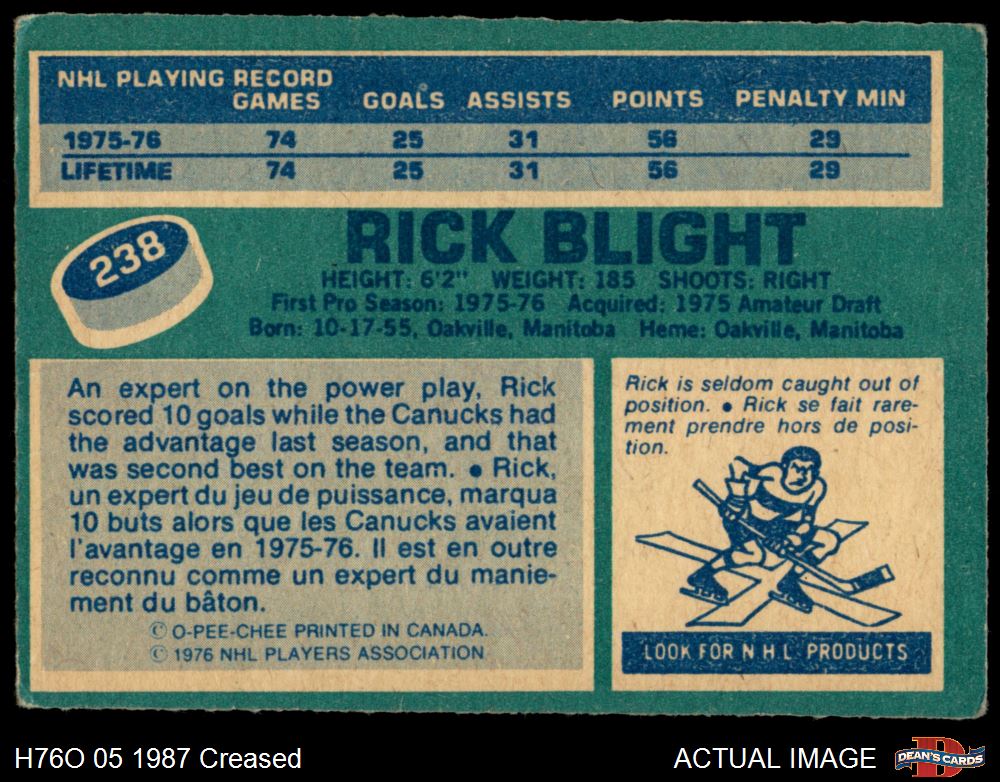 NHL PLAYING RECORD
GAMES GOALS ASSISTS POINTS PENALTY MIN
1975-76 74 25 31 56 29
LIFETIME 74 25 31 56 29
238
RICK BLIGHT
HEIGHT: 6'2" WEIGHT: 185 SHOOTS: RIGHT
First Pro Season: 1975-76 Acquired: 1975 Amateur Draft
Born: 10-17-55, Oakville, Manitoba Heme: Oakville, Manitoba
An expert on the power play, Rick
scored 10 goals while the Canucks had
the advantage last season, and that
was second best on the team. • Rick,
un expert du jeu de puissance, marqua
10 buts alors que les Canucks avaient
l'avantage en 1975-76. Il est en outre
reconnu comme un expert du manie-
ment du bâton.
© O-PEE-CHEE PRINTED IN CANADA.
© 1976 NHL PLAYERS ASSOCIATION
Rick is seldom caught out of
position. • Rick se fait rare-
ment prendre hors de posi-
tion.
LOOK FOR N H L PRODUCTS
H76O 05 1987 Creased
ACTUAL IMAGE
D
DEAN'S CARDS